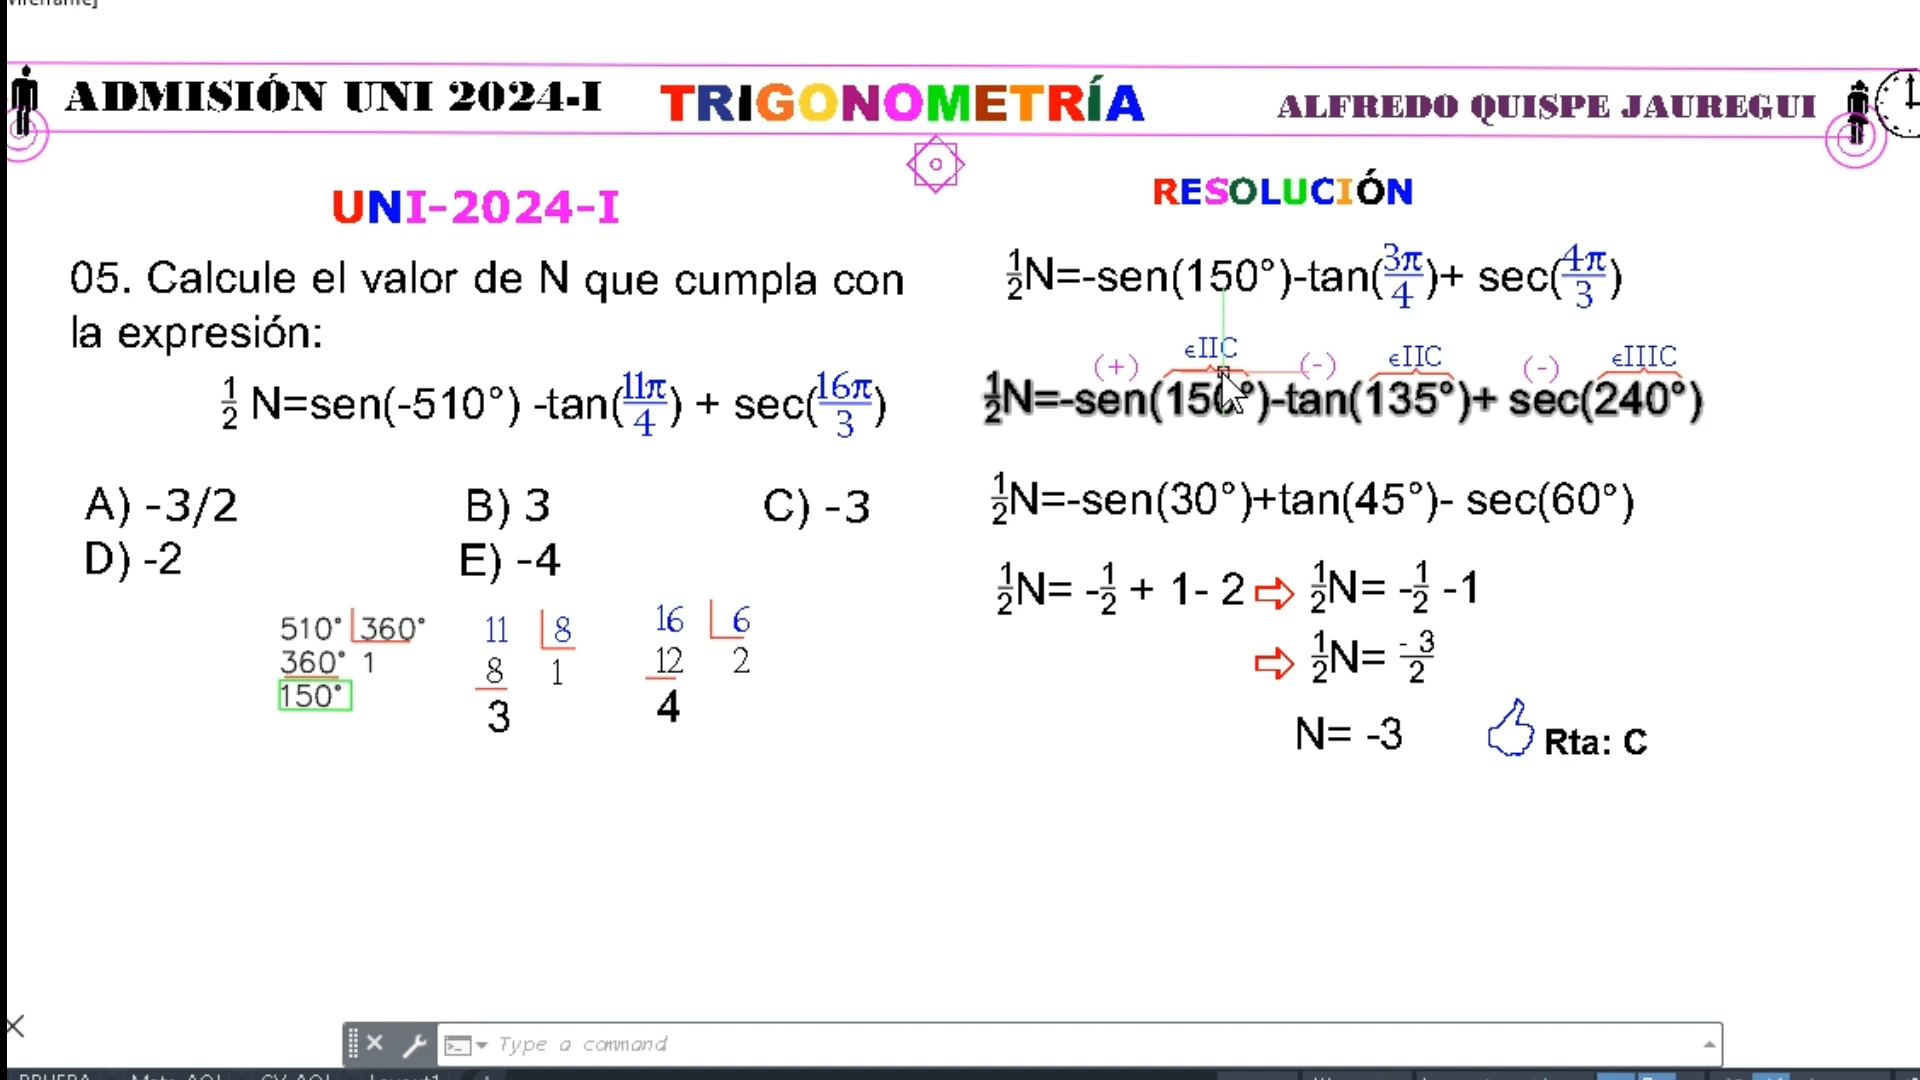 ADMISIÓN UNI 2024-I
TRIGONOMETRÍA
ALFREDO QUISPE JAUREGUI
UNI-2024-I
05. Calcule el valor de N que cumpla con
la expresión:
1/2 N=sen(-510°) -tan(11π/4) + sec(16π/3)
A) -3/2 B) 3 C) -3
D) -2 E) -4
510° 360°
360° 1
150°
11 8
8 1
3
16 6
12 2
4
RESOLUCIÓN
1/2N=-sen(150°)-tan(3π/4)+ sec(4π/3)
(+) ϵIIC (-) ϵIIC (-) ϵIIIC
1/2N=-sen(150°)-tan(135°)+ sec(240°)
1/2N=-sen(30°)+tan(45°)- sec(60°)
1/2N= -1/2 + 1- 2 ⇨ 1/2N= -1/2 -1
⇨ 1/2N= -3/2
N= -3
Rta: C
Type a command